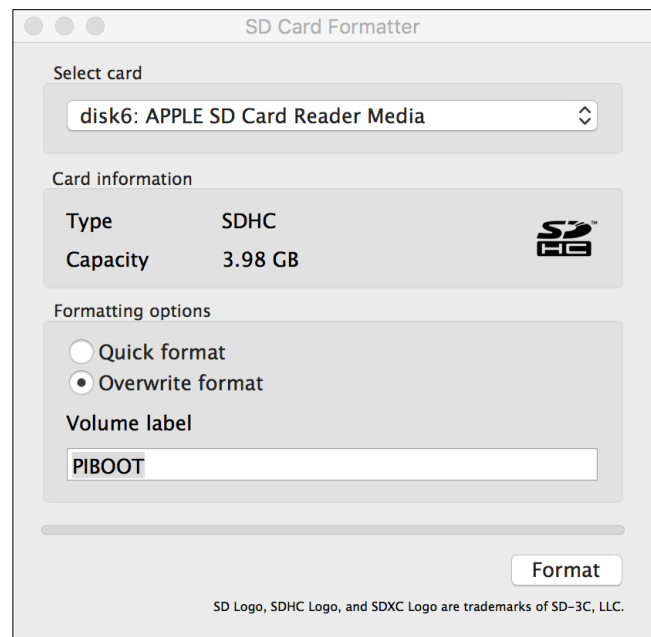 SD Card Formatter
Select card
disk6: APPLE SD Card Reader Media
Card information
Type SDHC
SD™
HC
Capacity 3.98 GB
Formatting options
Quick format
Overwrite format
Volume label
PIBOOT
Format
SD Logo, SDHC Logo, and SDXC Logo are trademarks of SD-3C, LLC.